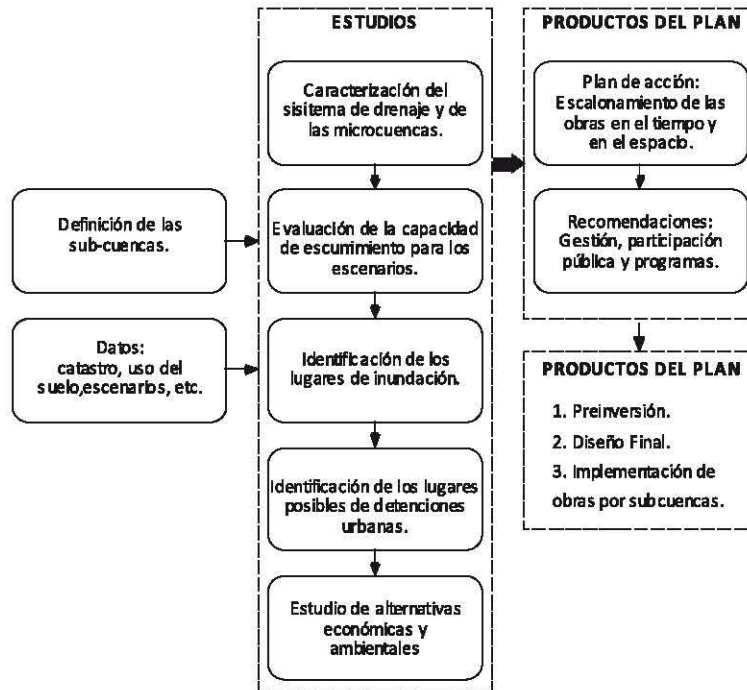 ESTUDIOS
Caracterización del
sisitema de drenaje y de
las microcuencas.
Definición de las
sub-cuencas.
Evaluación de la capacidad
de escurrimiento para los
escenarios.
Datos:
catastro, uso del
suelo,escenarios, etc.
Identificación de los
lugares de inundación.
Identificación de los lugares
posibles de detenciones
urbanas.
Estudio de alternativas
económicas y
ambientales
PRODUCTOS DEL PLAN
Plan de acción:
Escalonamiento de las
obras en el tiempo y
en el espacio.
Recomendaciones:
Gestión, participación
pública y programas.
PRODUCTOS DEL PLAN
1. Preinversión.
2. Diseño Final.
3. Implementación de
obras por subcuencas.